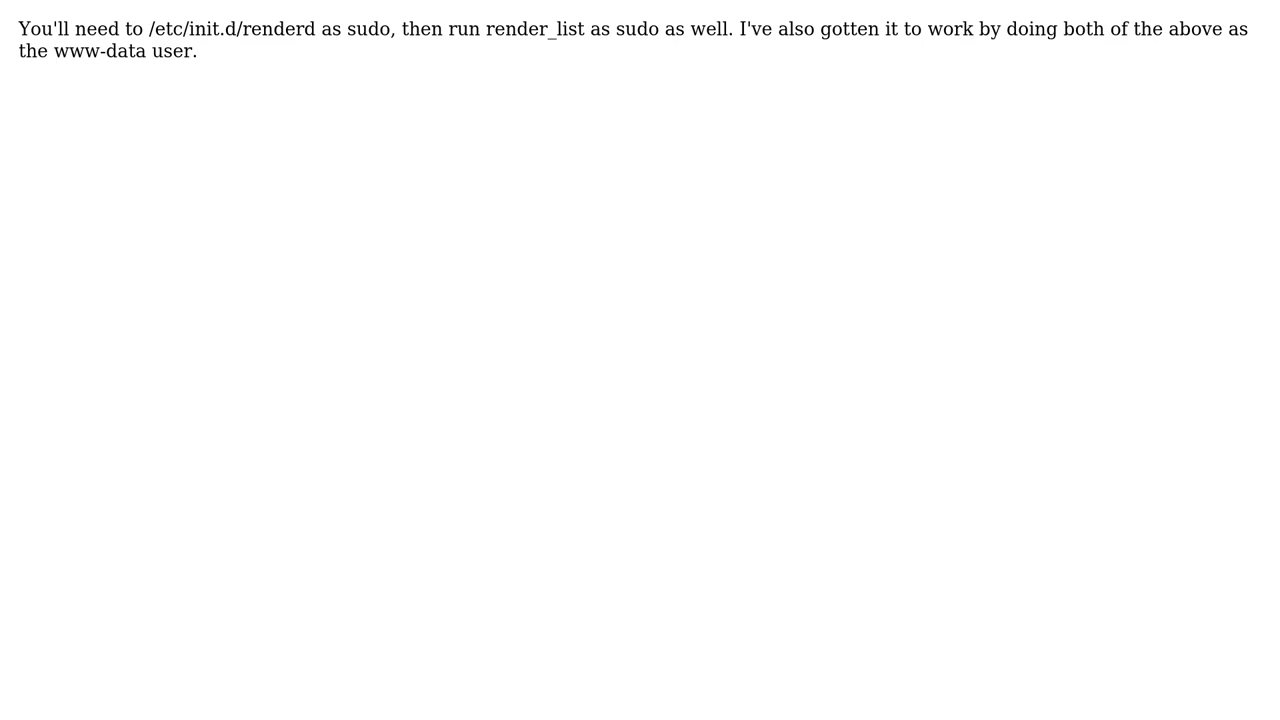 You'll need to /etc/init.d/renderd as sudo, then run render_list as sudo as well. I've also gotten it to work by doing both of the above as
the www-data user.